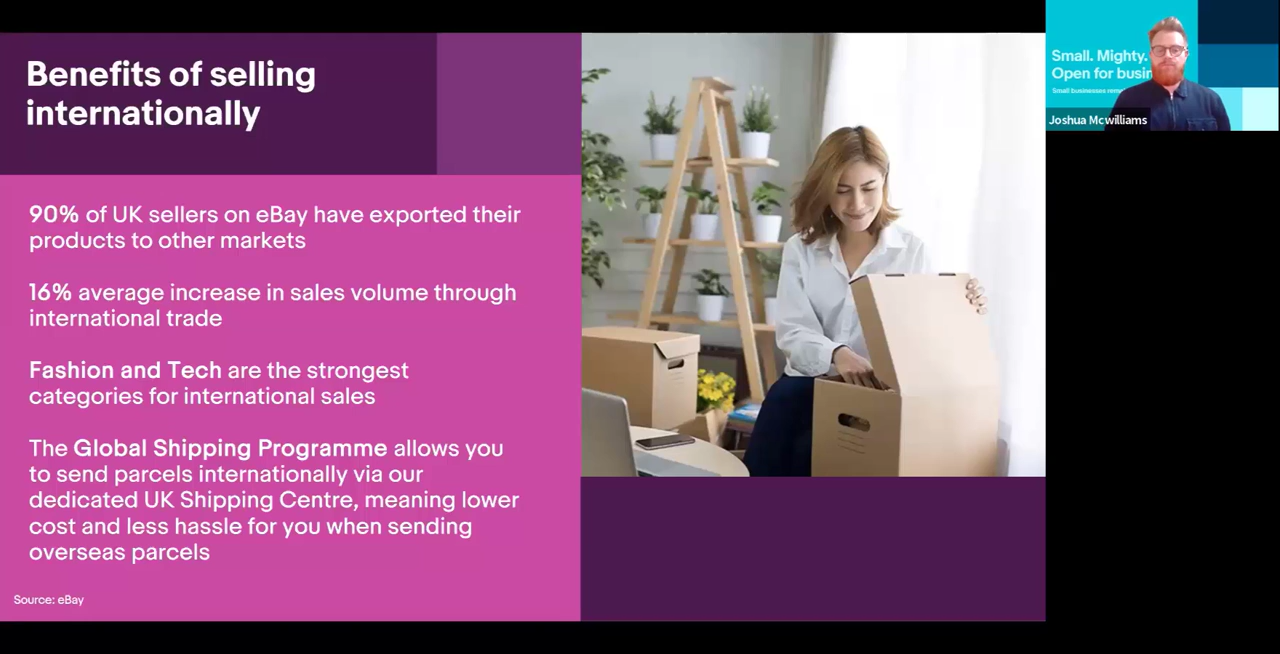 Benefits of selling
internationally
90% of UK sellers on eBay have exported their
products to other markets
16% average increase in sales volume through
international trade
Fashion and Tech are the strongest
categories for international sales
The Global Shipping Programme allows you
to send parcels internationally via our
dedicated UK Shipping Centre, meaning lower
cost and less hassle for you when sending
overseas parcels
Source: eBay
Small. Mighty.
Open for busin
Small businesses
Joshua Mcwilliams